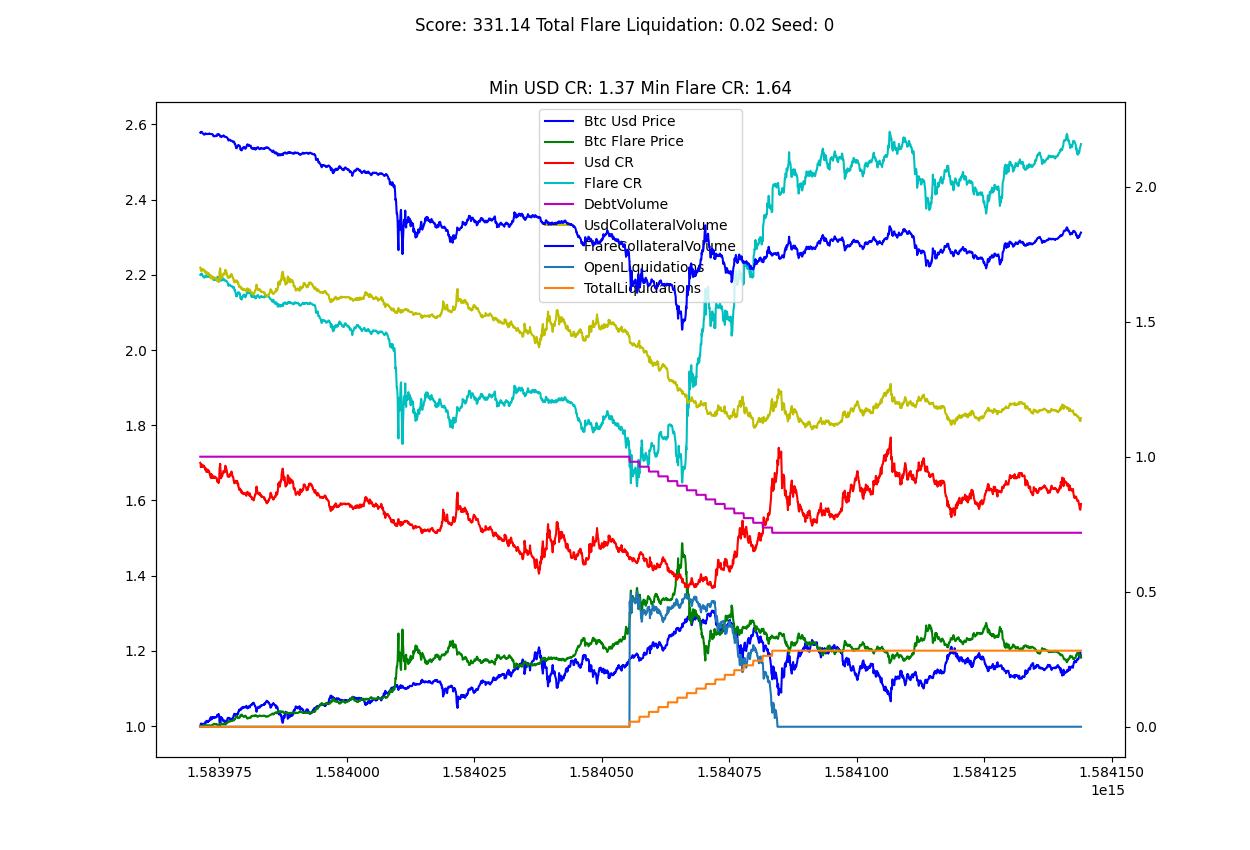 Score: 331.14 Total Flare Liquidation: 0.02 Seed: 0
Min USD CR: 1.37 Min Flare CR: 1.64
Btc Usd Price
Btc Flare Price
Usd CR
Flare CR
DebtVolume
UsdCollateralVolume
FlareCollateralVolume
OpenLiquidations
TotalLiquidations
2.6
2.4
2.2
2.0
1.8
1.6
1.4
1.2
1.0
2.0
1.5
1.0
0.5
0.0
1.583975 1.584000 1.584025 1.584050 1.584075 1.584100 1.584125 1.584150
1e15